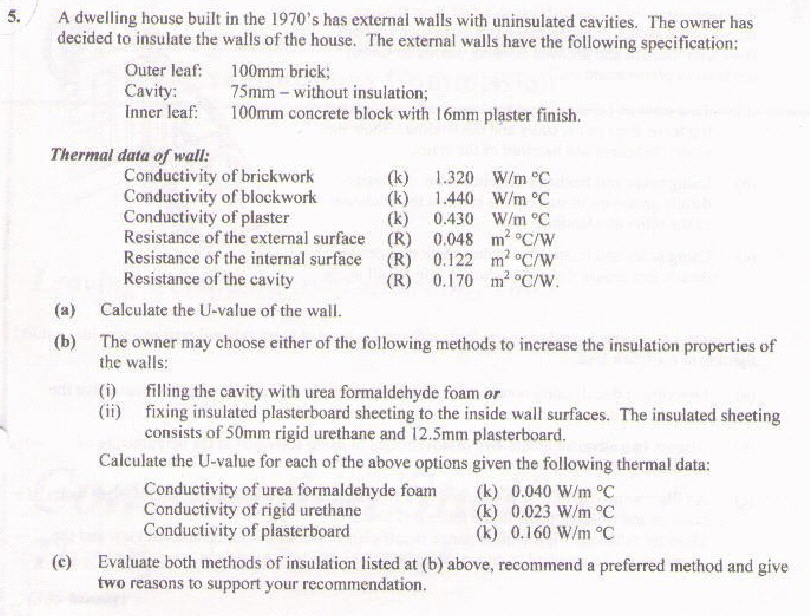 5. A dwelling house built in the 1970's has external walls with uninsulated cavities. The owner has
decided to insulate the walls of the house. The external walls have the following specification:
Outer leaf: 100mm brick;
Cavity: 75mm – without insulation;
Inner leaf: 100mm concrete block with 16mm plaster finish.
Thermal data of wall:
Conductivity of brickwork (k) 1.320 W/m °C
Conductivity of blockwork (k) 1.440 W/m °C
Conductivity of plaster (k) 0.430 W/m °C
Resistance of the external surface (R) 0.048 m² °C/W
Resistance of the internal surface (R) 0.122 m² °C/W
Resistance of the cavity (R) 0.170 m² °C/W.
(a) Calculate the U-value of the wall.
(b) The owner may choose either of the following methods to increase the insulation properties of
the walls:
(i) filling the cavity with urea formaldehyde foam or
(ii) fixing insulated plasterboard sheeting to the inside wall surfaces. The insulated sheeting
consists of 50mm rigid urethane and 12.5mm plasterboard.
Calculate the U-value for each of the above options given the following thermal data:
Conductivity of urea formaldehyde foam (k) 0.040 W/m °C
Conductivity of rigid urethane (k) 0.023 W/m °C
Conductivity of plasterboard (k) 0.160 W/m °C
(c) Evaluate both methods of insulation listed at (b) above, recommend a preferred method and give
two reasons to support your recommendation.